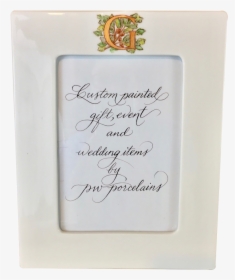 G
Custom painted
gift, event
and
wedding items
by
pw porcelains